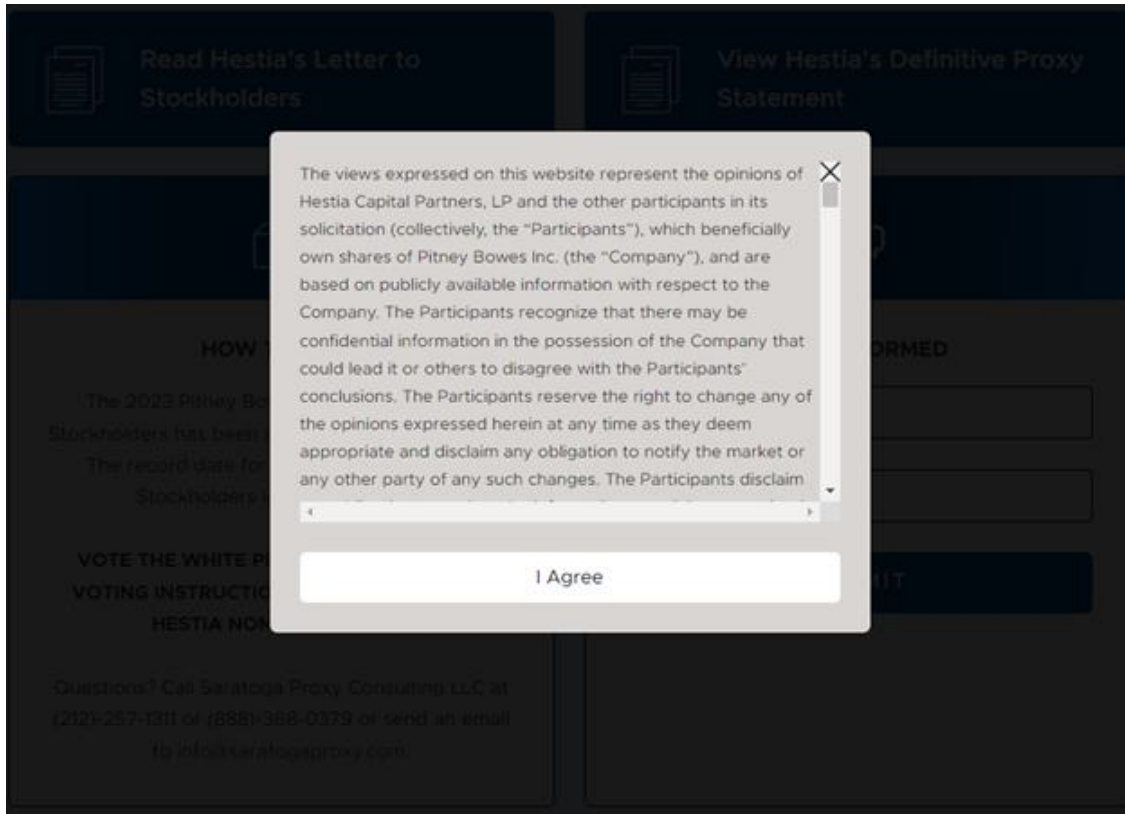 Read Hestia's Letter to
Stockholders
View Hestia's Definitive Proxy
Statement
The views expressed on this website represent the opinions of
Hestia Capital Partners, LP and the other participants in its
solicitation (collectively, the “Participants”), which beneficially
own shares of Pitney Bowes Inc. (the “Company”), and are
based on publicly available information with respect to the
Company. The Participants recognize that there may be
confidential information in the possession of the Company that
could lead it or others to disagree with the Participants’
conclusions. The Participants reserve the right to change any of
the opinions expressed herein at any time as they deem
appropriate and disclaim any obligation to notify the market or
any other party of any such changes. The Participants disclaim
I Agree
HOW
The 2023 Pitney Bo
Stockholders has been
The record date for
Stockholders
VOTE THE WHITE P
VOTING INSTRUCTIO
HESTIA NOM
Questions? Call Saratoga Proxy Consulting LLC at
(212)-257-1311 or (888)-368-0379 or send an email
to info@saratogaproxy.com.
ORMED
MIT